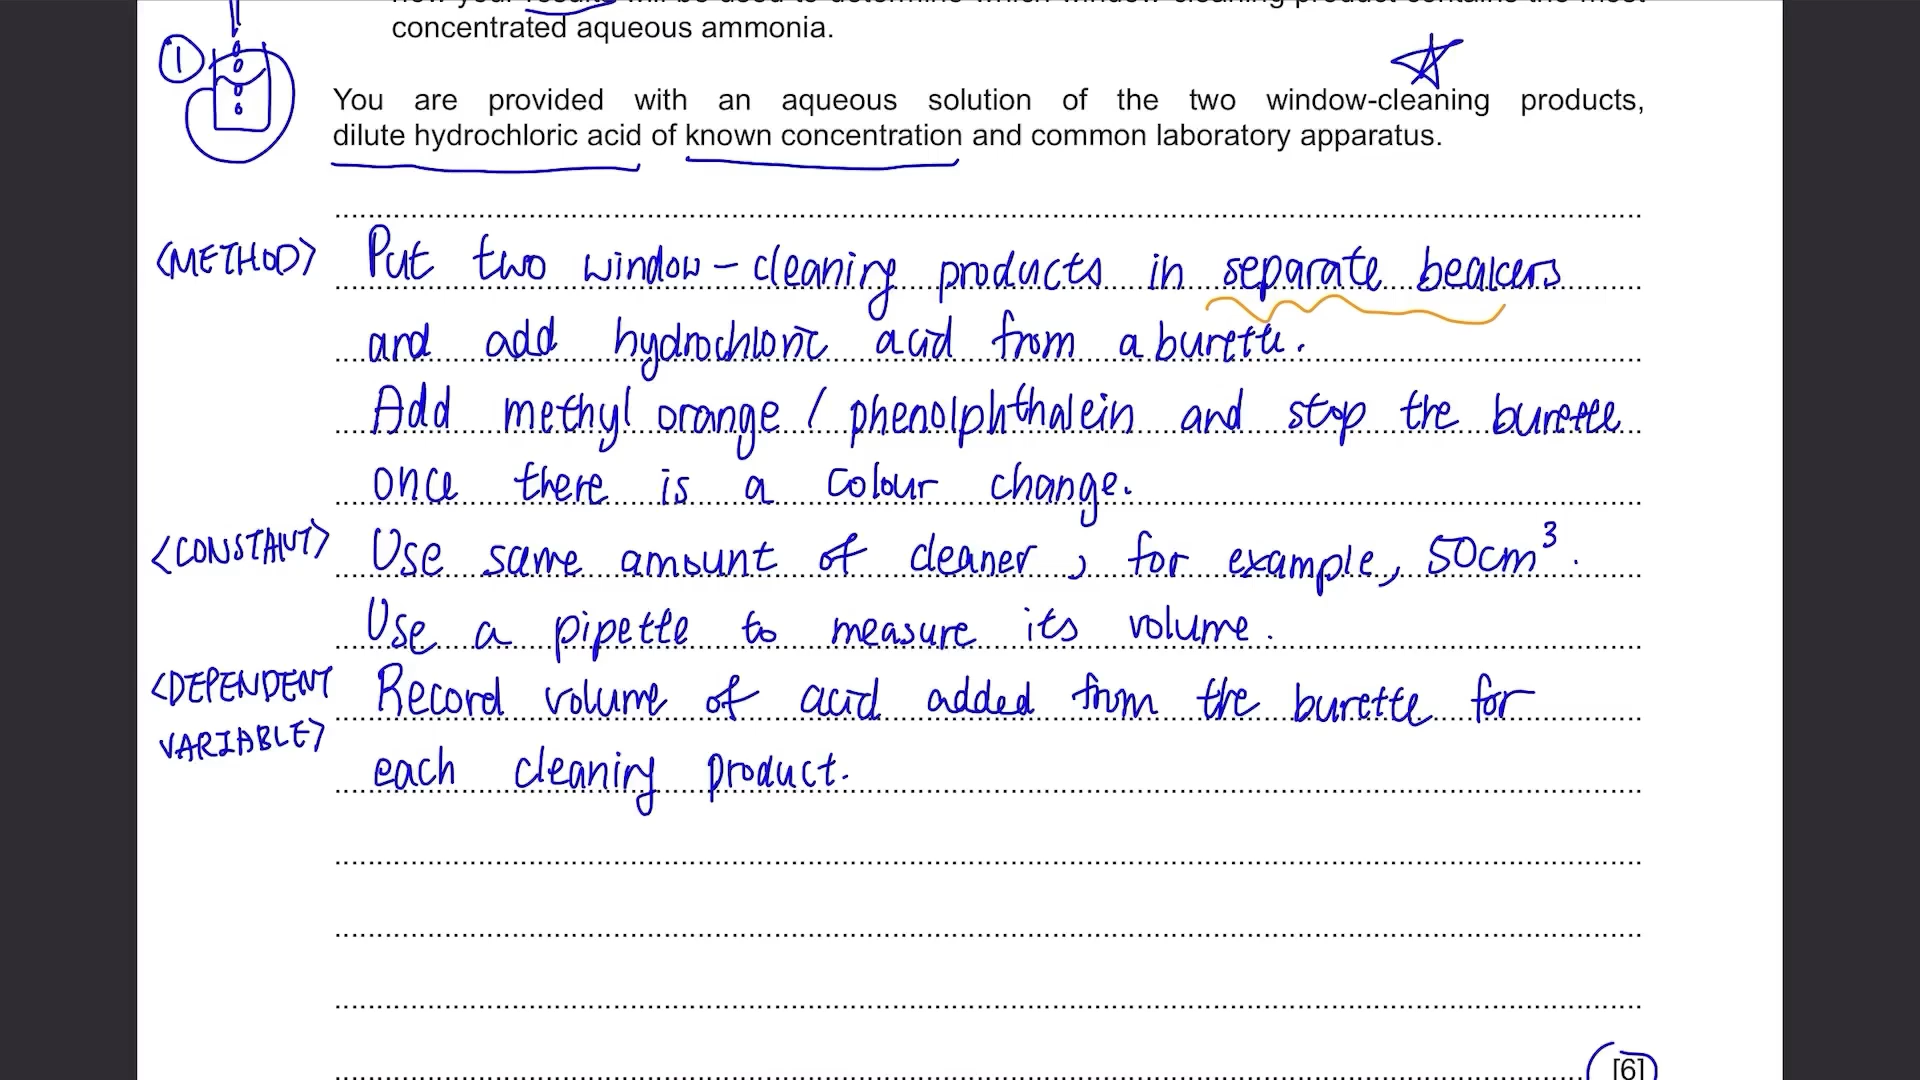 concentrated aqueous ammonia.
①
You are provided with an aqueous solution of the two window-cleaning products,
dilute hydrochloric acid of known concentration and common laboratory apparatus.
<METHOD> Put two window-cleaning products in separate beakers
and add hydrochloric acid from a burette.
Add methyl orange / phenolphthalein and stop the burette
once there is a colour change.
<CONSTANT> Use same amount of cleaner, for example, 50cm³.
Use a pipette to measure its volume.
<DEPENDENT Record volume of acid added from the burette for
VARIABLE> each cleaning product.
[6]